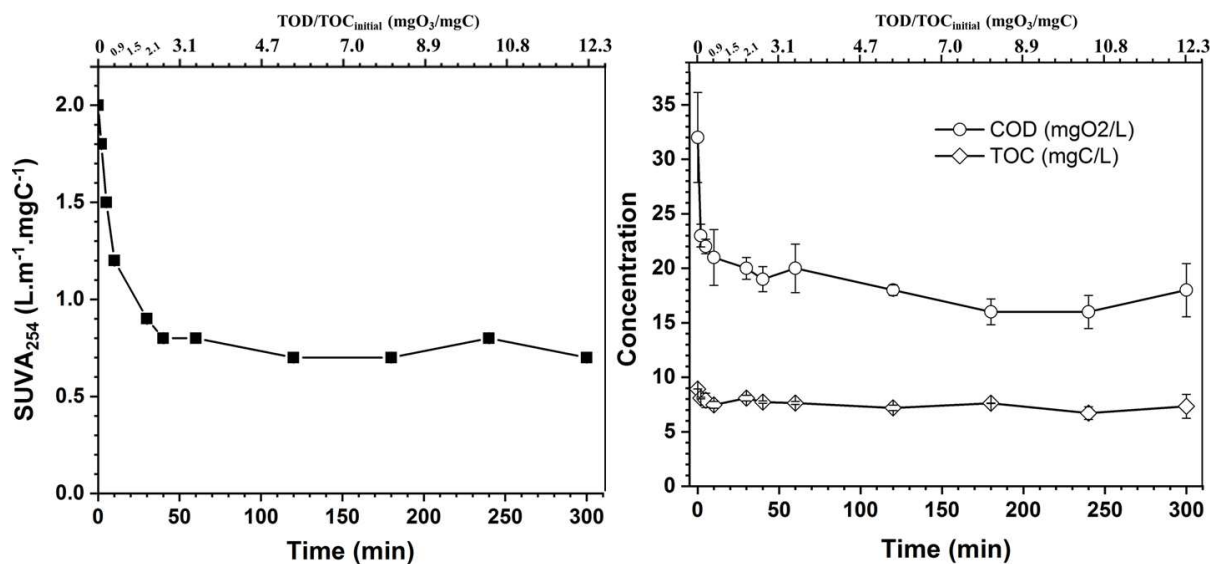 TOD/TOCinitial (mgO3/mgC)
0 0.9 1.5 2.1 3.1 4.7 7.0 8.9 10.8 12.3
2.0
1.5
1.0
0.5
0.0
SUVA254 (L.m-1.mgC-1)
0 50 100 150 200 250 300
Time (min)
TOD/TOCinitial (mgO3/mgC)
0 0.9 1.5 2.1 3.1 4.7 7.0 8.9 10.8 12.3
35
30
25
20
15
10
5
0
Concentration
COD (mgO2/L)
TOC (mgC/L)
0 50 100 150 200 250 300
Time (min)